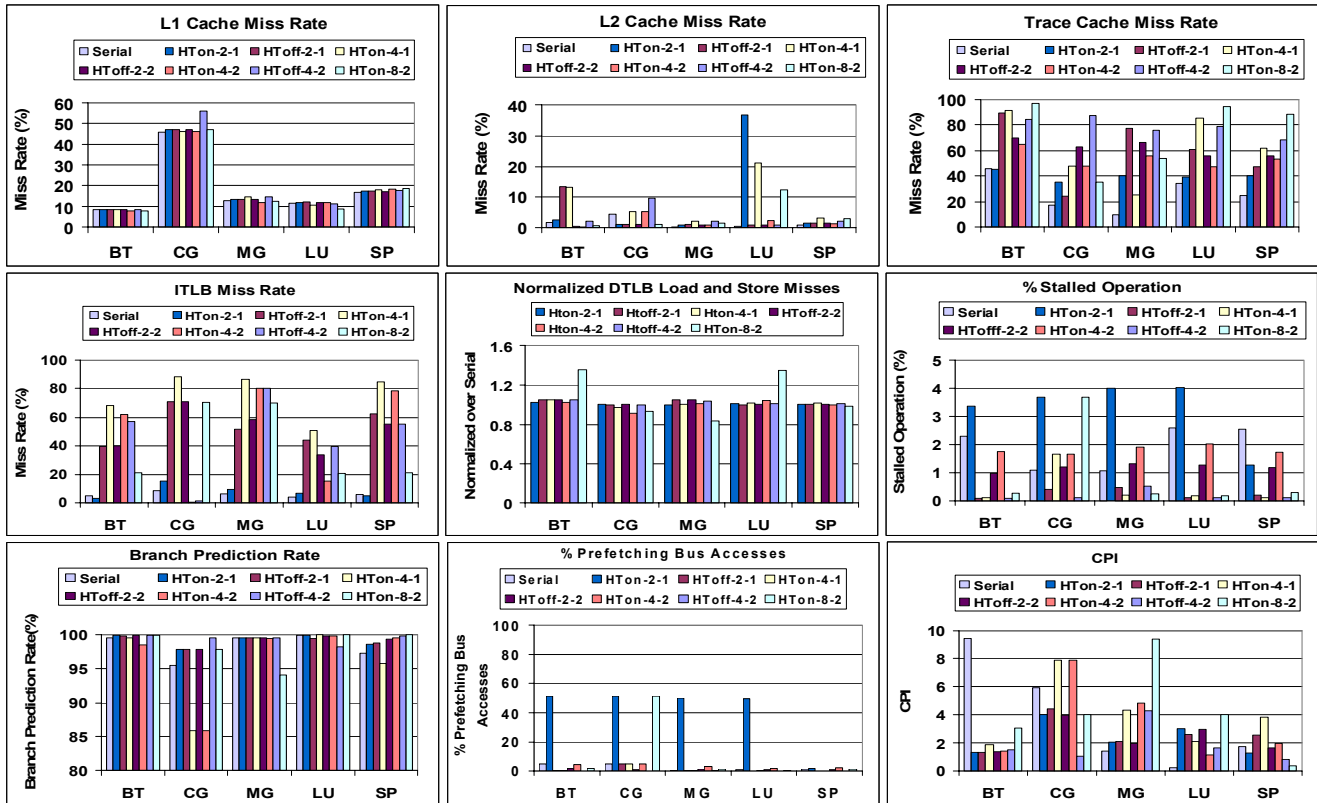 L1 Cache Miss Rate
Serial HTon-2-1 HToff-2-1 HTon-4-1
HToff-2-2 HTon-4-2 HToff-4-2 HTon-8-2
Miss Rate (%)
60
50
40
30
20
10
0
BT CG MG LU SP
L2 Cache Miss Rate
Serial HTon-2-1 HToff-2-1 HTon-4-1
HToff-2-2 HTon-4-2 HToff-4-2 HTon-8-2
Miss Rate (%)
40
30
20
10
0
BT CG MG LU SP
Trace Cache Miss Rate
Serial HTon-2-1 HToff-2-1 HTon-4-1
HToff-2-2 HTon-4-2 HToff-4-2 HTon-8-2
Miss Rate (%)
100
80
60
40
20
0
BT CG MG LU SP
ITLB Miss Rate
Serial HTon-2-1 HToff-2-1 HTon-4-1
HToff-2-2 HTon-4-2 HToff-4-2 HTon-8-2
Miss Rate (%)
100
80
60
40
20
0
BT CG MG LU SP
Normalized DTLB Load and Store Misses
Hton-2-1 Htoff-2-1 Hton-4-1 HToff-2-2
Hton-4-2 Htoff-4-2 HTon-8-2
Normalized over Serial
1.6
1.2
0.8
0.4
0
BT CG MG LU SP
% Stalled Operation
Serial HTon-2-1 HToff-2-1 HTon-4-1
HTOff-2-2 HTon-4-2 HToff-4-2 HTon-8-2
Stalled Operation (%)
5
4
3
2
1
0
BT CG MG LU SP
Branch Prediction Rate
Serial HTon-2-1 HToff-2-1 HTon-4-1
HToff-2-2 HTon-4-2 HToff-4-2 HTon-8-2
Branch Prediction Rate(%)
100
95
90
85
80
BT CG MG LU SP
% Prefetching Bus Accesses
Serial HTon-2-1 HToff-2-1 HTon-4-1
HToff-2-2 HTon-4-2 HToff-4-2 HTon-8-2
% Prefetching Bus
Accesses
100
80
60
40
20
0
BT CG MG LU SP
CPI
Serial HTon-2-1 HToff-2-1 HTon-4-1
HToff-2-2 HTon-4-2 HToff-4-2 HTon-8-2
CPI
10
8
6
4
2
0
BT CG MG LU SP